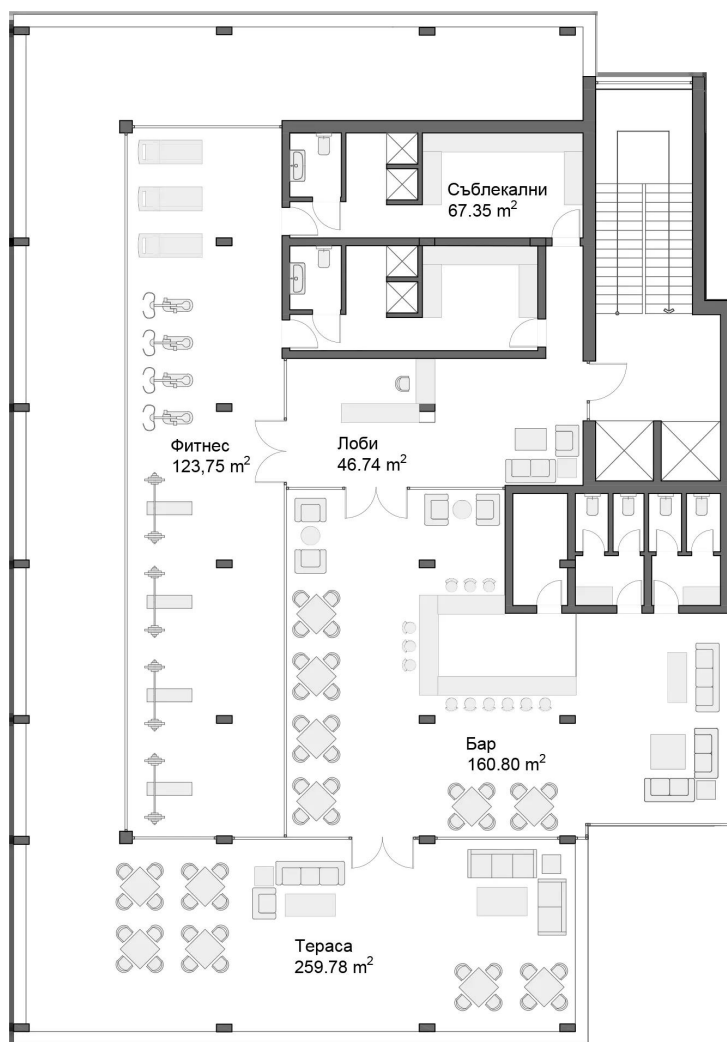 Съблекални
67.35 m²
Фитнес
123,75 m²
Лоби
46.74 m²
Бар
160.80 m²
Тераса
259.78 m²